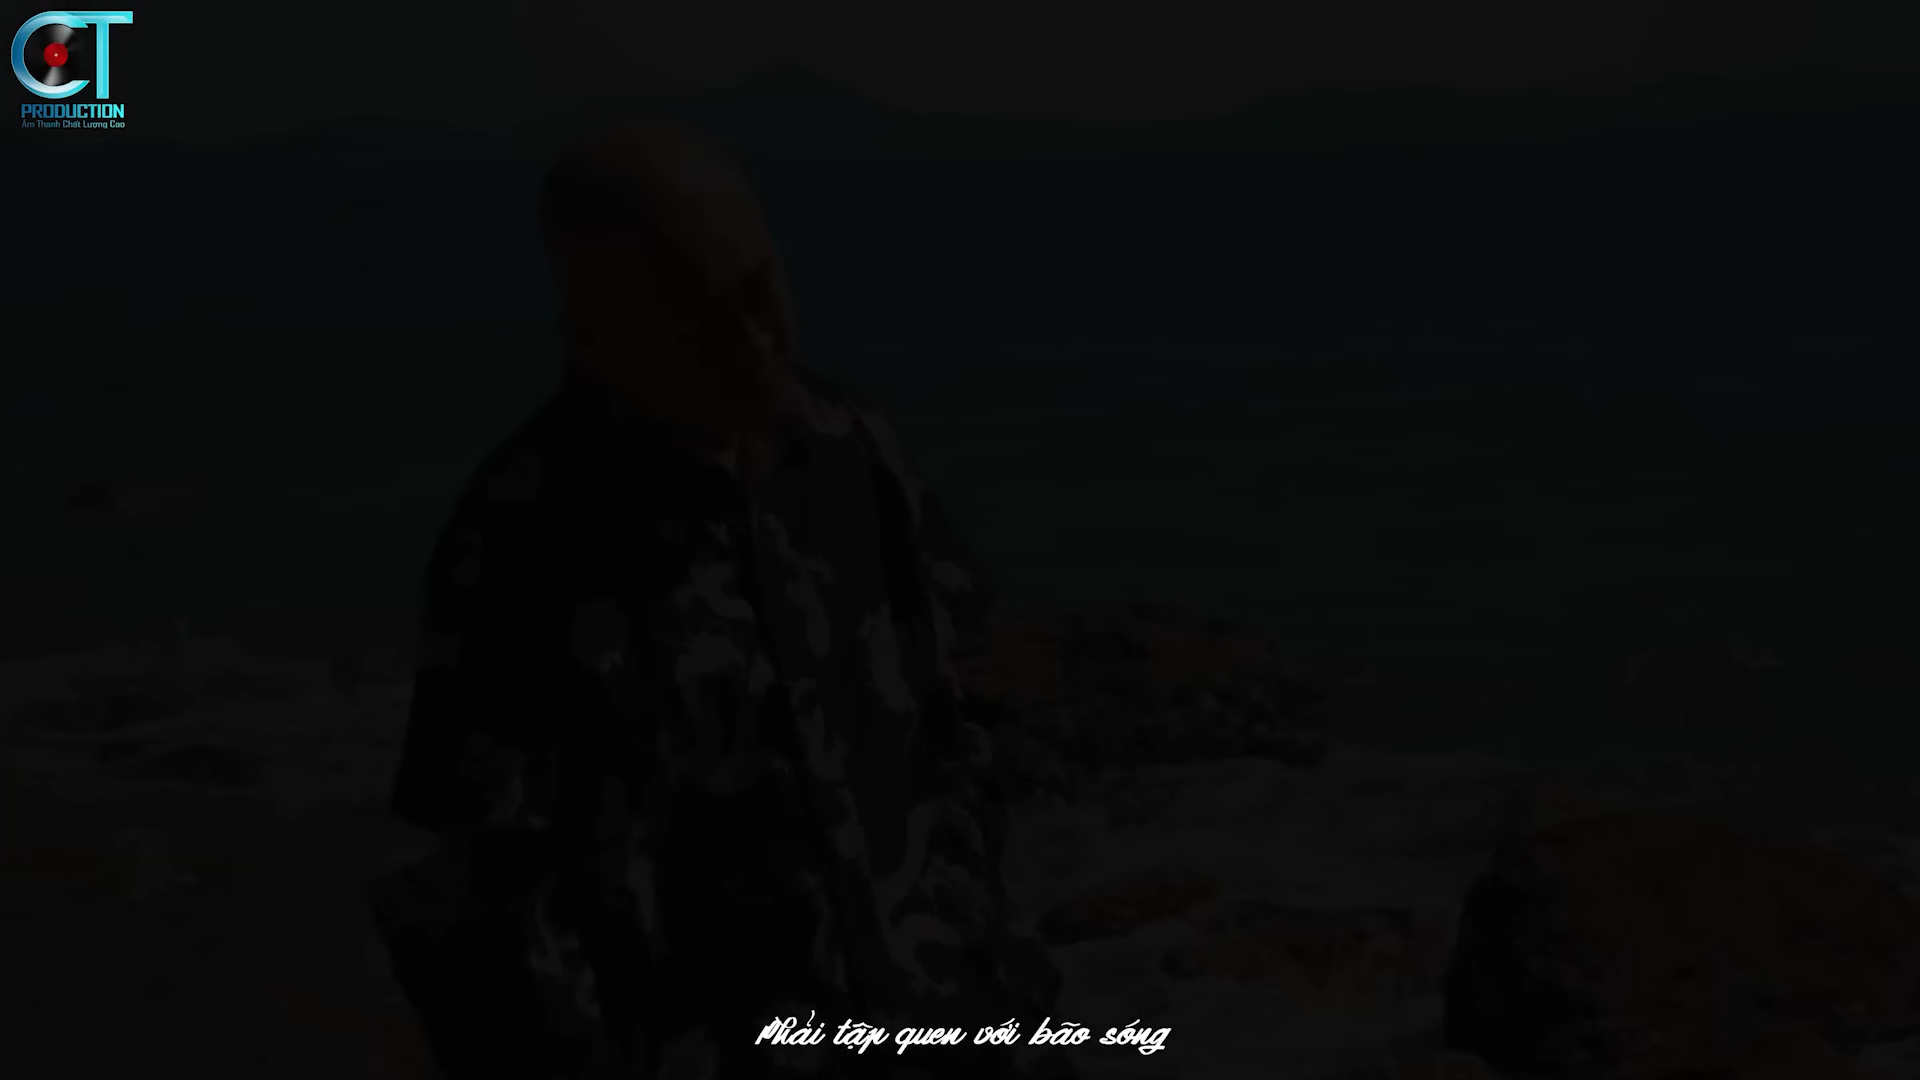 CT
PRODUCTION
Âm Thanh Chất Lượng Cao
Phải tập quen với bão sóng